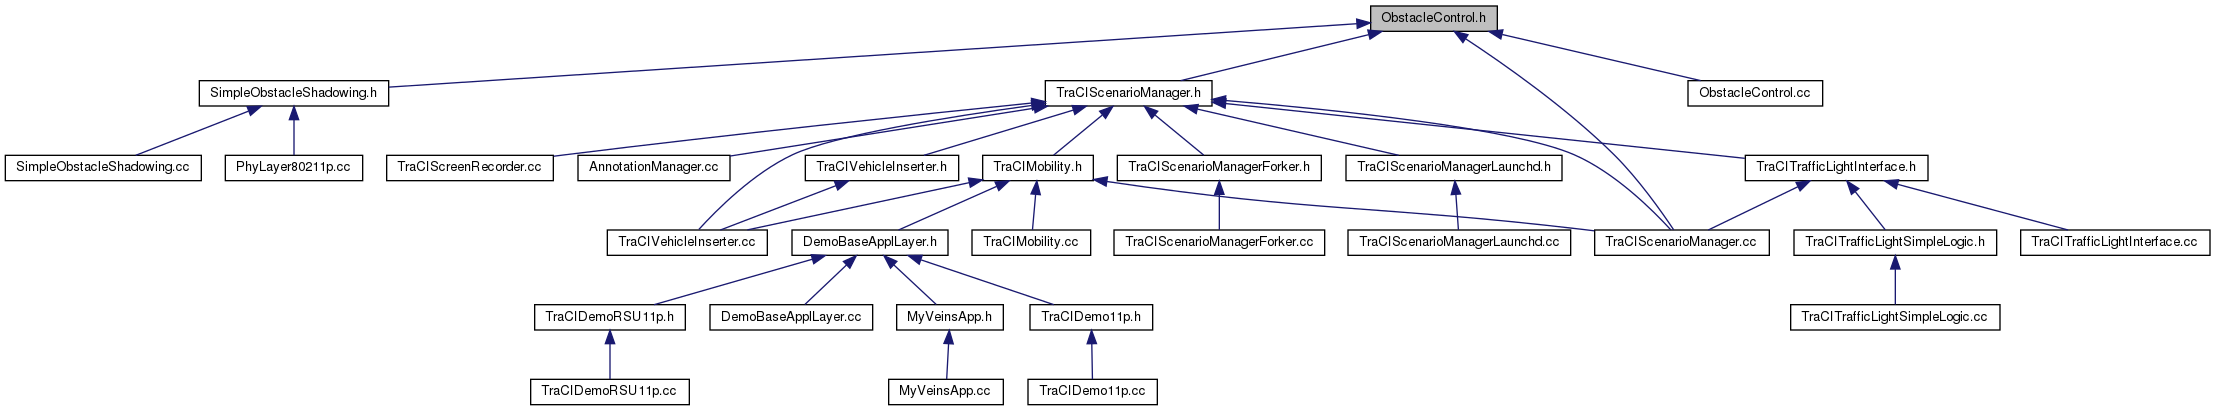 ObstacleControl.h
SimpleObstacleShadowing.h
TraCIScenarioManager.h
ObstacleControl.cc
SimpleObstacleShadowing.cc
PhyLayer80211p.cc
TraCIScreenRecorder.cc
AnnotationManager.cc
TraCIVehicleInserter.h
TraCIMobility.h
TraCIScenarioManagerForker.h
TraCIScenarioManagerLaunchd.h
TraCITrafficLightInterface.h
TraCIVehicleInserter.cc
DemoBaseApplLayer.h
TraCIMobility.cc
TraCIScenarioManagerForker.cc
TraCIScenarioManagerLaunchd.cc
TraCIScenarioManager.cc
TraCITrafficLightSimpleLogic.h
TraCITrafficLightInterface.cc
TraCIDemoRSU11p.h
DemoBaseApplLayer.cc
MyVeinsApp.h
TraCIDemo11p.h
TraCITrafficLightSimpleLogic.cc
TraCIDemoRSU11p.cc
MyVeinsApp.cc
TraCIDemo11p.cc